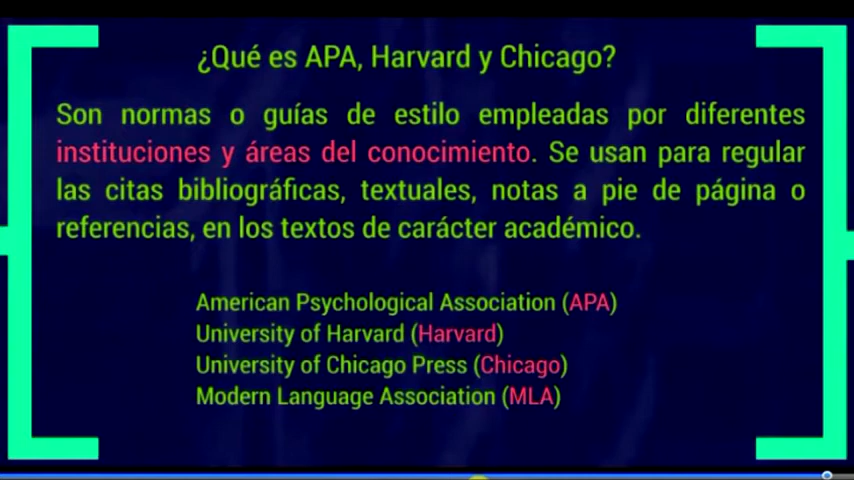 ¿Qué es APA, Harvard y Chicago?
Son normas o guías de estilo empleadas por diferentes
instituciones y áreas del conocimiento. Se usan para regular
las citas bibliográficas, textuales, notas a pie de página o
referencias, en los textos de carácter académico.
American Psychological Association (APA)
University of Harvard (Harvard)
University of Chicago Press (Chicago)
Modern Language Association (MLA)